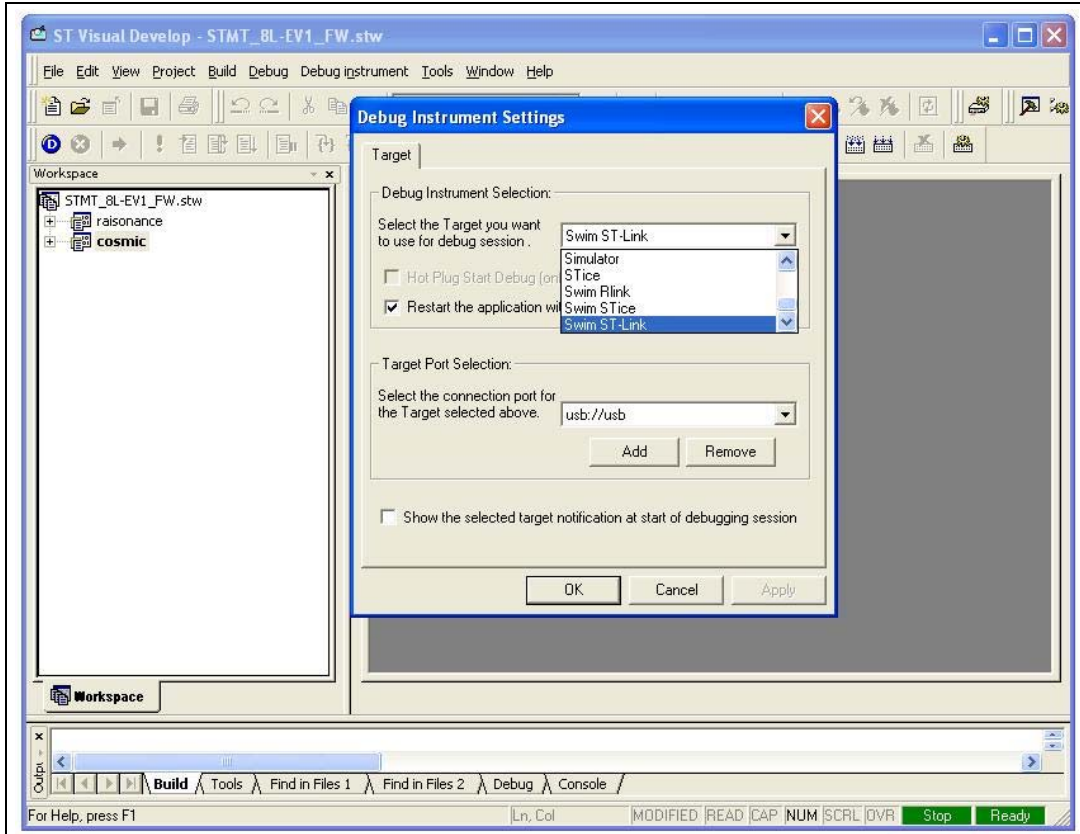 ST Visual Develop - STMT_8L-EV1_FW.stw
File Edit View Project Build Debug Debug instrument Tools Window Help
Debug Instrument Settings
Target
Workspace
STMT_8L-EV1_FW.stw
raisonance
cosmic
Debug Instrument Selection:
Select the Target you want
to use for debug session .
Swim ST-Link
Simulator
STice
Swim Rlink
Swim STice
Swim ST-Link
Hot Plug Start Debug (on
Restart the application wi
Target Port Selection:
Select the connection port for
the Target selected above.
usb://usb
Add Remove
Show the selected target notification at start of debugging session
OK Cancel Apply
Workspace
Output
Build Tools Find in Files 1 Find in Files 2 Debug Console
For Help, press F1 Ln, Col MODIFIED READ CAP NUM SCRL OVR Stop Ready